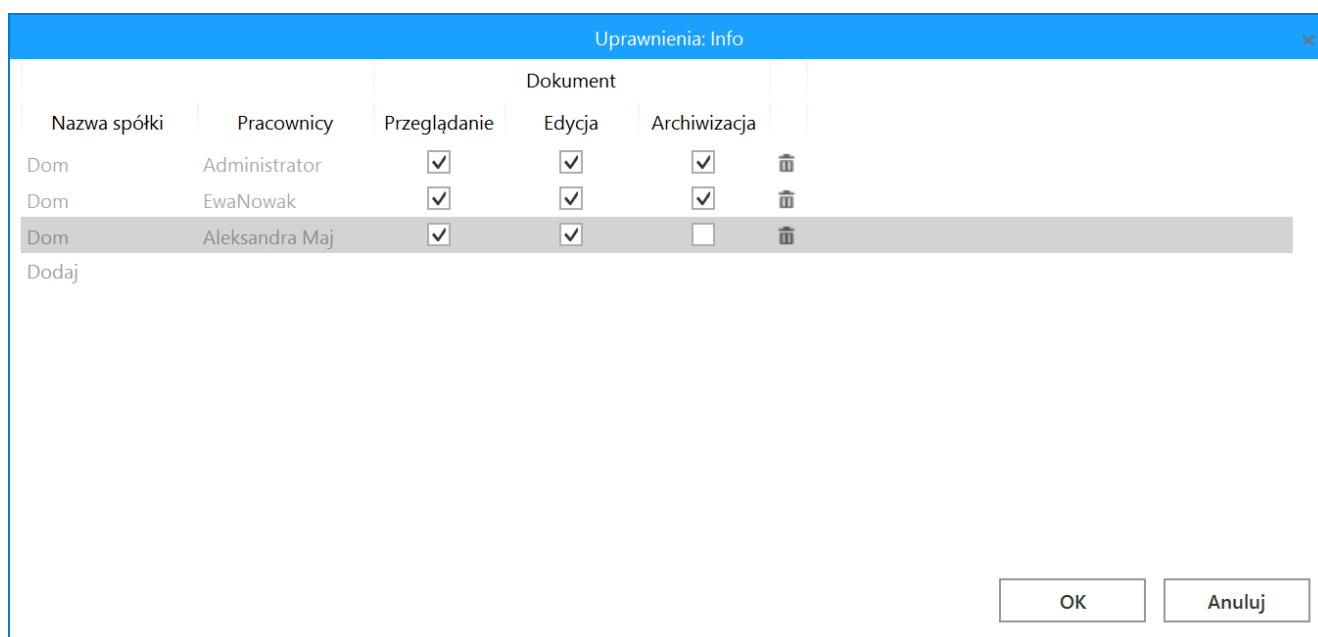 Uprawnienia: Info
Dokument
Nazwa spółki Pracownicy Przeglądanie Edycja Archiwizacja
Dom Administrator
Dom EwaNowak
Dom Aleksandra Maj
Dodaj
OK Anuluj